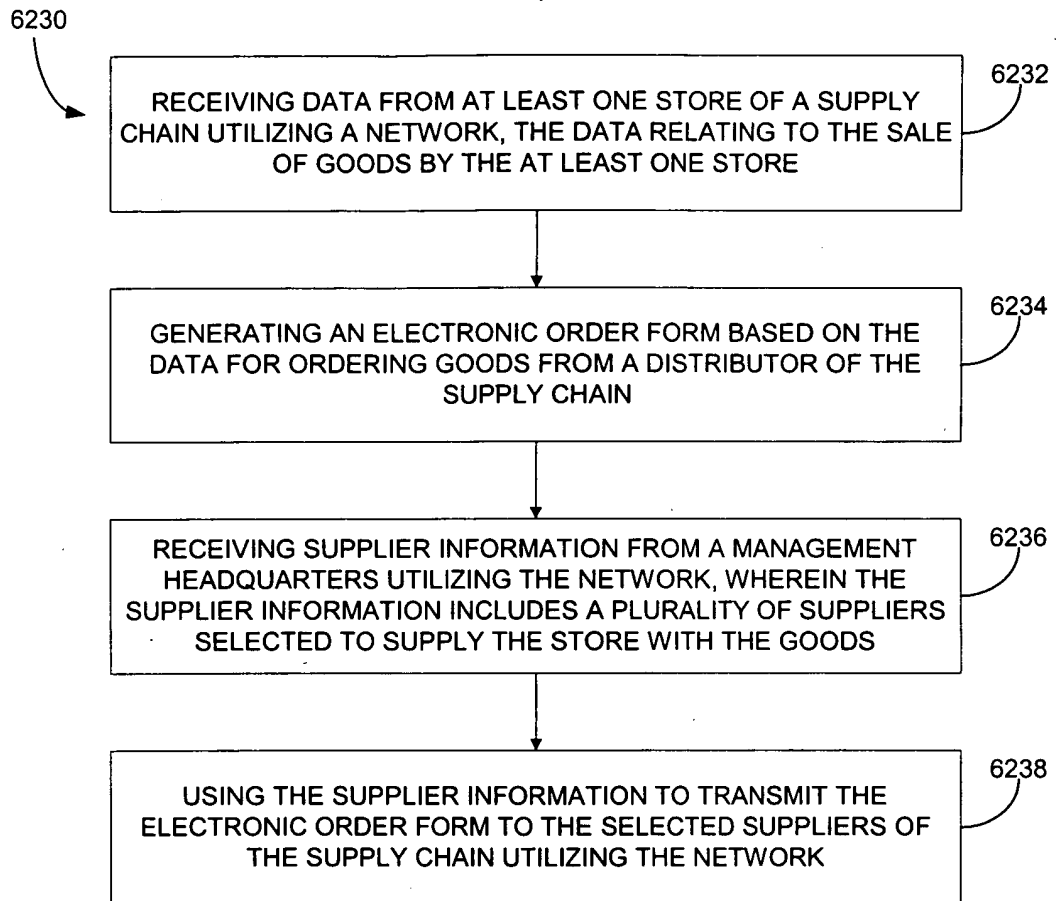 6230
6232
RECEIVING DATA FROM AT LEAST ONE STORE OF A SUPPLY
CHAIN UTILIZING A NETWORK, THE DATA RELATING TO THE SALE
OF GOODS BY THE AT LEAST ONE STORE
6234
GENERATING AN ELECTRONIC ORDER FORM BASED ON THE
DATA FOR ORDERING GOODS FROM A DISTRIBUTOR OF THE
SUPPLY CHAIN
6236
RECEIVING SUPPLIER INFORMATION FROM A MANAGEMENT
HEADQUARTERS UTILIZING THE NETWORK, WHEREIN THE
SUPPLIER INFORMATION INCLUDES A PLURALITY OF SUPPLIERS
SELECTED TO SUPPLY THE STORE WITH THE GOODS
6238
USING THE SUPPLIER INFORMATION TO TRANSMIT THE
ELECTRONIC ORDER FORM TO THE SELECTED SUPPLIERS OF
THE SUPPLY CHAIN UTILIZING THE NETWORK